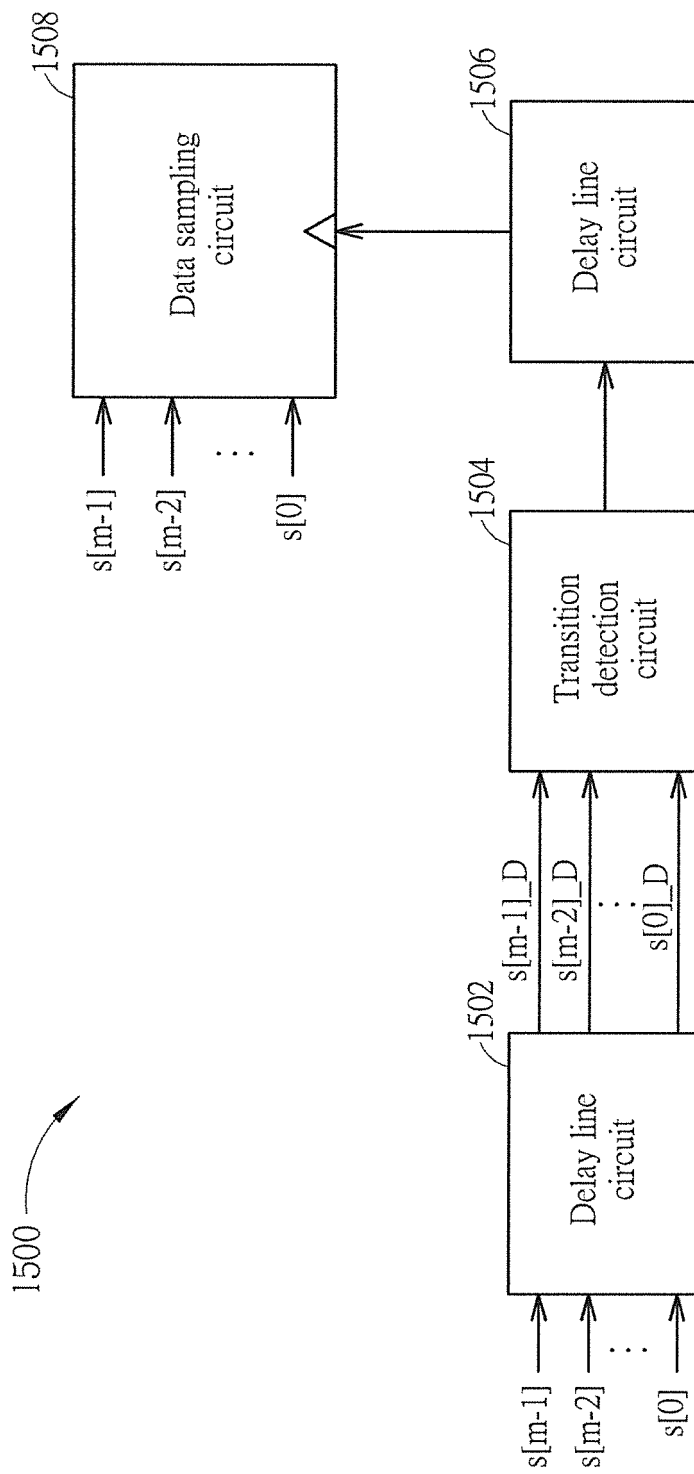 1500
s[m-1]
s[m-2]
...
s[0]
1502
Delay line
circuit
s[m-1]_D
s[m-2]_D
...
s[0]_D
1504
Transition
detection
circuit
1506
Delay line
circuit
s[m-1]
s[m-2]
...
s[0]
1508
Data sampling
circuit